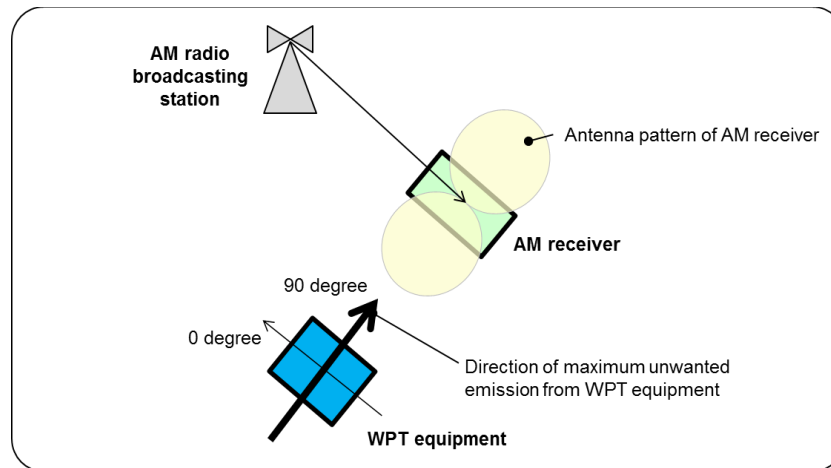 AM radio
broadcasting
station
Antenna pattern of AM receiver
AM receiver
90 degree
0 degree
Direction of maximum unwanted
emission from WPT equipment
WPT equipment